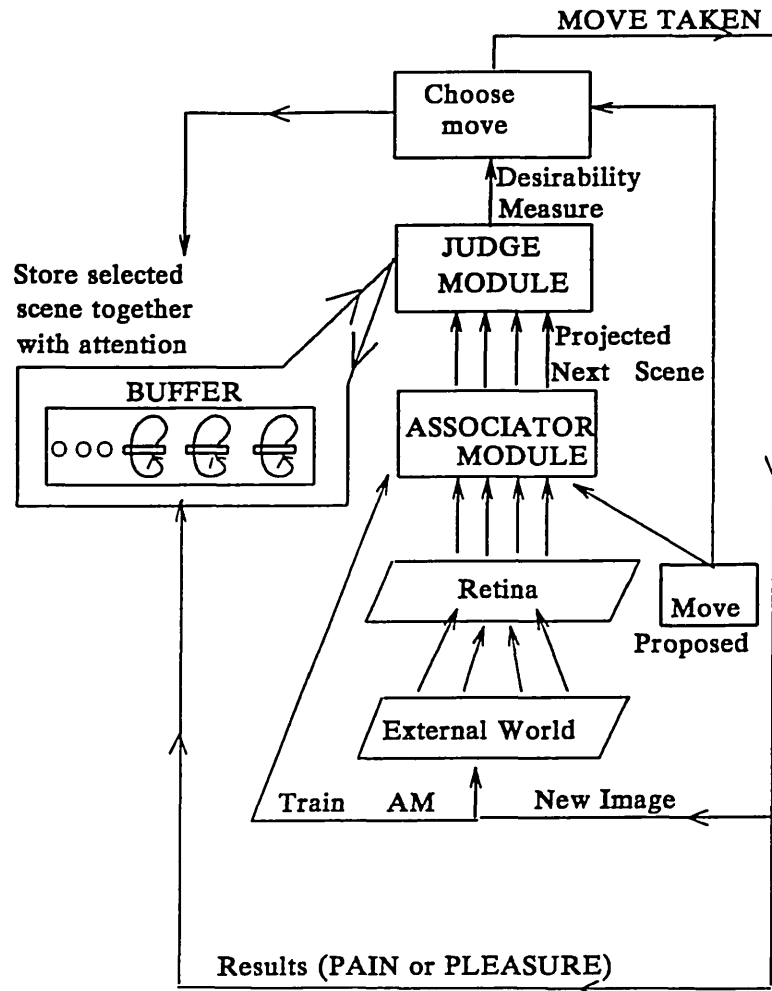 MOVE TAKEN
Choose
move
Desirability
Measure
JUDGE
MODULE
Store selected
scene together
with attention
Projected
Next Scene
BUFFER
ASSOCIATOR
MODULE
Retina
Move
Proposed
External World
Train AM
New Image
Results (PAIN or PLEASURE)